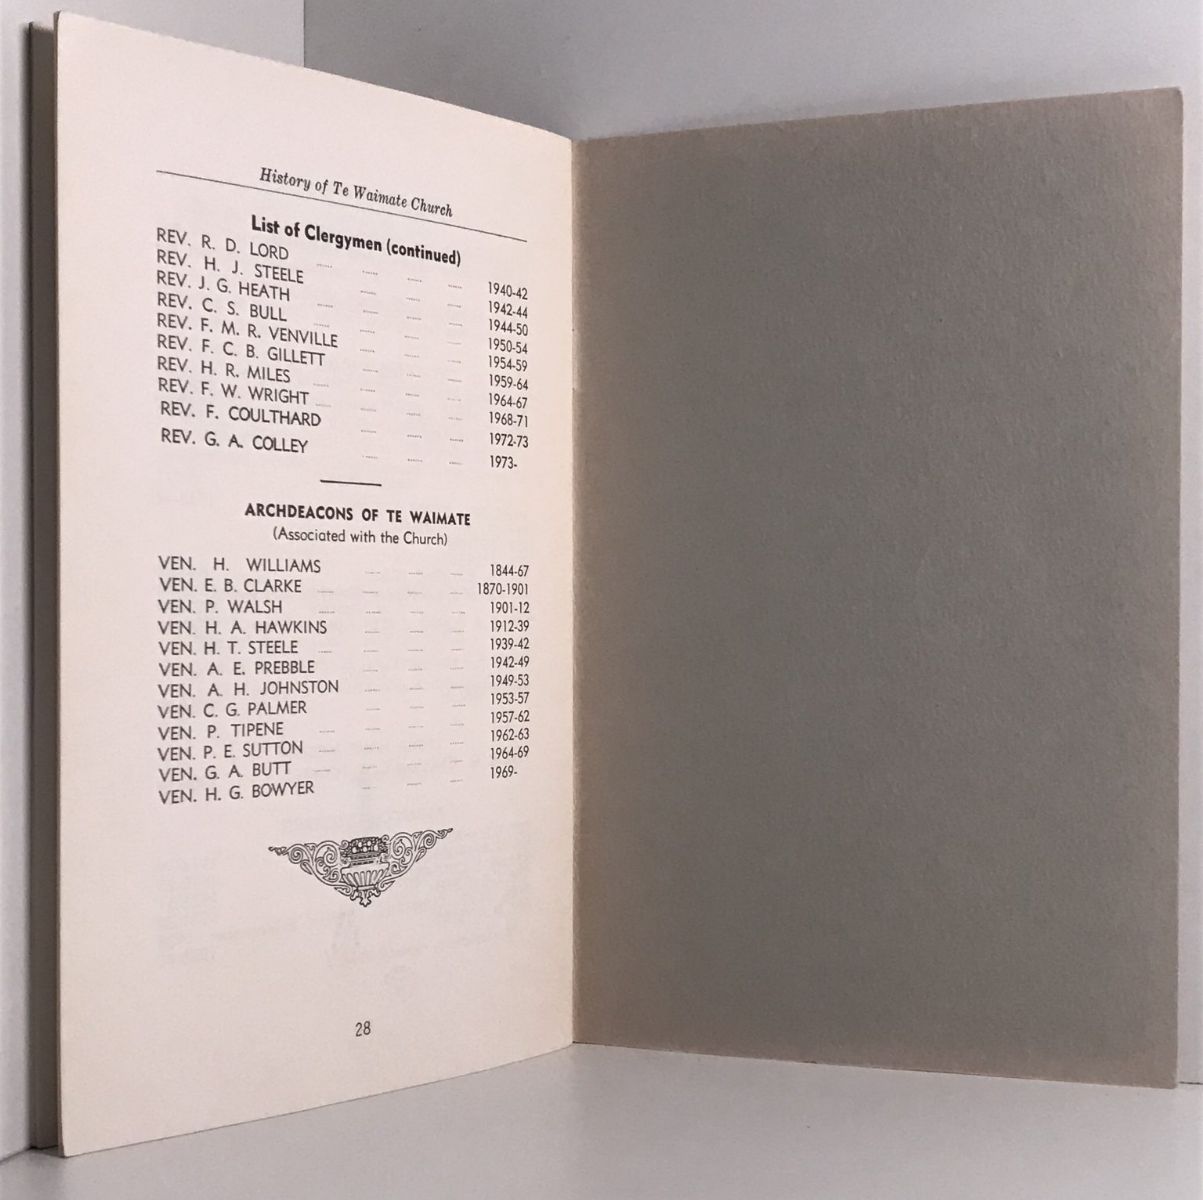 History of Te Waimate Church
List of Clergymen (continued)
REV. R. D. LORD 1940-42
REV. H. J. STEELE 1942-44
REV. J. G. HEATH 1944-50
REV. C. S. BULL 1950-54
REV. F. M. R. VENVILLE 1954-59
REV. F. C. B. GILLETT 1959-64
REV. H. R. MILES 1964-67
REV. F. W. WRIGHT 1968-71
REV. F. COULTHARD 1972-73
REV. G. A. COLLEY 1973-
ARCHDEACONS OF TE WAIMATE
(Associated with the Church)
VEN. H. WILLIAMS 1844-67
VEN. E. B. CLARKE 1870-1901
VEN. P. WALSH 1901-12
VEN. H. A. HAWKINS 1912-39
VEN. H. T. STEELE 1939-42
VEN. A. E. PREBBLE 1942-49
VEN. A. H. JOHNSTON 1949-53
VEN. C. G. PALMER 1953-57
VEN. P. TIPENE 1957-62
VEN. P. E. SUTTON 1962-63
VEN. G. A. BUTT 1964-69
VEN. H. G. BOWYER 1969-
28